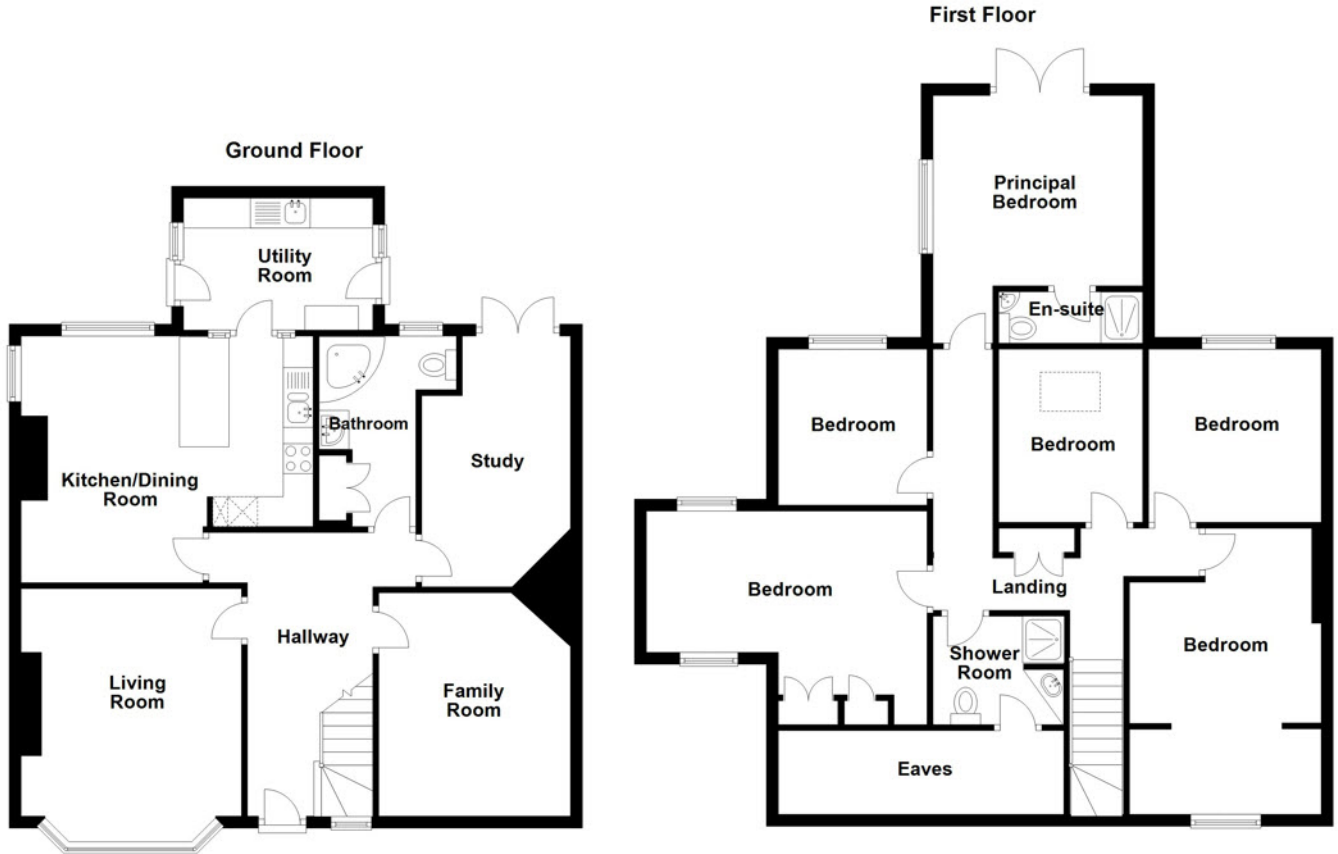 Ground Floor
Utility
Room
Kitchen/Dining
Room
Bathroom
Study
Hallway
Living
Room
Family
Room
First Floor
Principal
Bedroom
En-suite
Bedroom
Bedroom
Bedroom
Bedroom
Landing
Shower
Room
Bedroom
Eaves